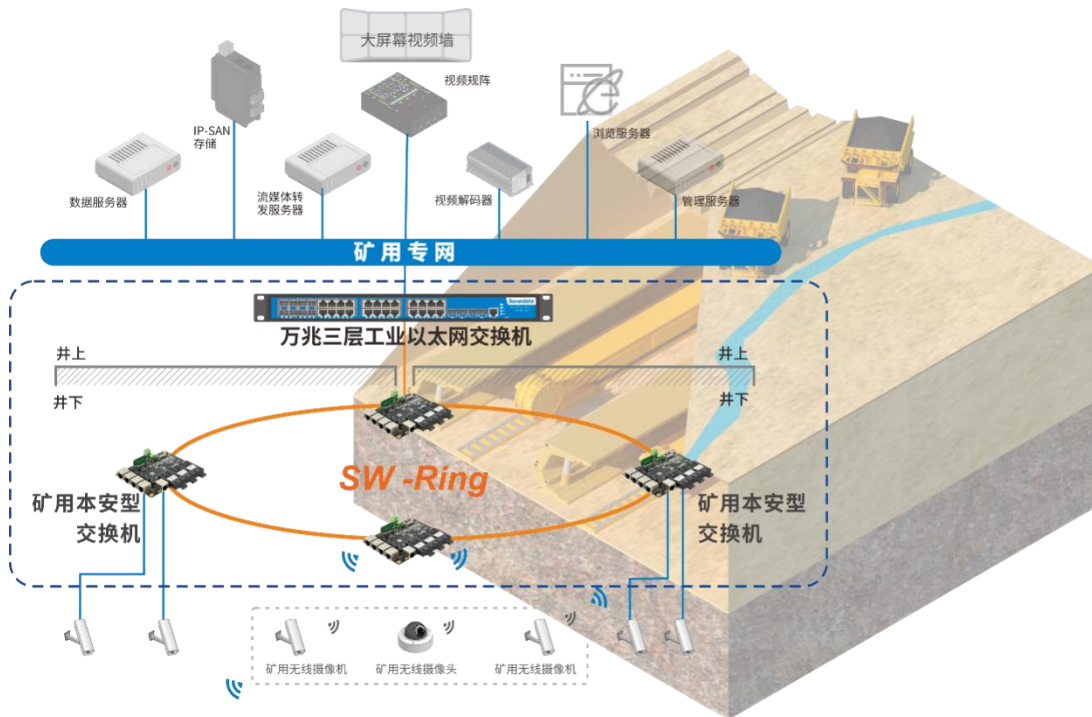 大屏幕视频墙
视频规阵
IP-SAN
存储
浏览服务器
数据服务器
流媒体转
发服务器
视频解码器
管理服务器
矿用专网
万兆三层工业以太网交换机
井上
井上
井下
井下
SW -Ring
矿用本安型
交换机
矿用本安型
交换机
矿用无线摄像机
矿用无线摄像头
矿用无线摄像机